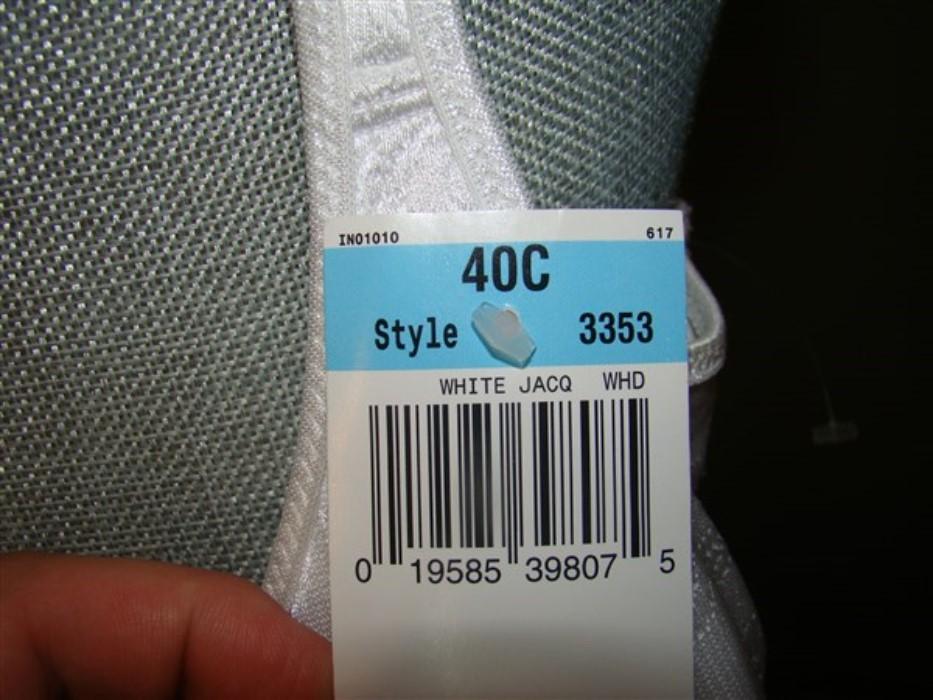 IN01010 617
40C
Style 3353
WHITE JACQ WHD
0 19585 39807 5